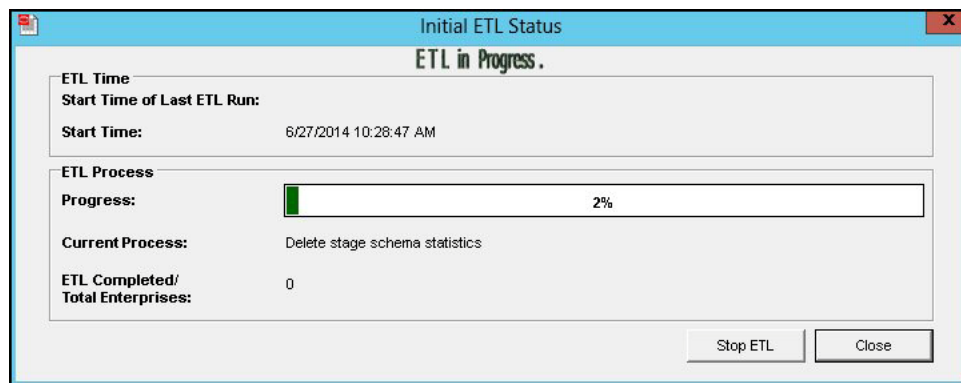 Initial ETL Status
X
ETL in Progress.
ETL Time
Start Time of Last ETL Run:
Start Time: 6/27/2014 10:28:47 AM
ETL Process
Progress: 2%
Current Process: Delete stage schema statistics
ETL Completed/
Total Enterprises: 0
Stop ETL Close